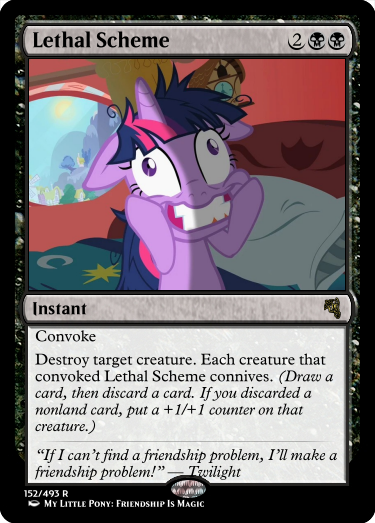 Lethal Scheme 2
Instant
Convoke
Destroy target creature. Each creature that
convoked Lethal Scheme connives. (Draw a
card, then discard a card. If you discarded a
nonland card, put a +1/+1 counter on that
creature.)
“If I can’t find a friendship problem, I’ll make a
friendship problem!” — Twilight
152/493 R
My Little Pony: Friendship Is Magic